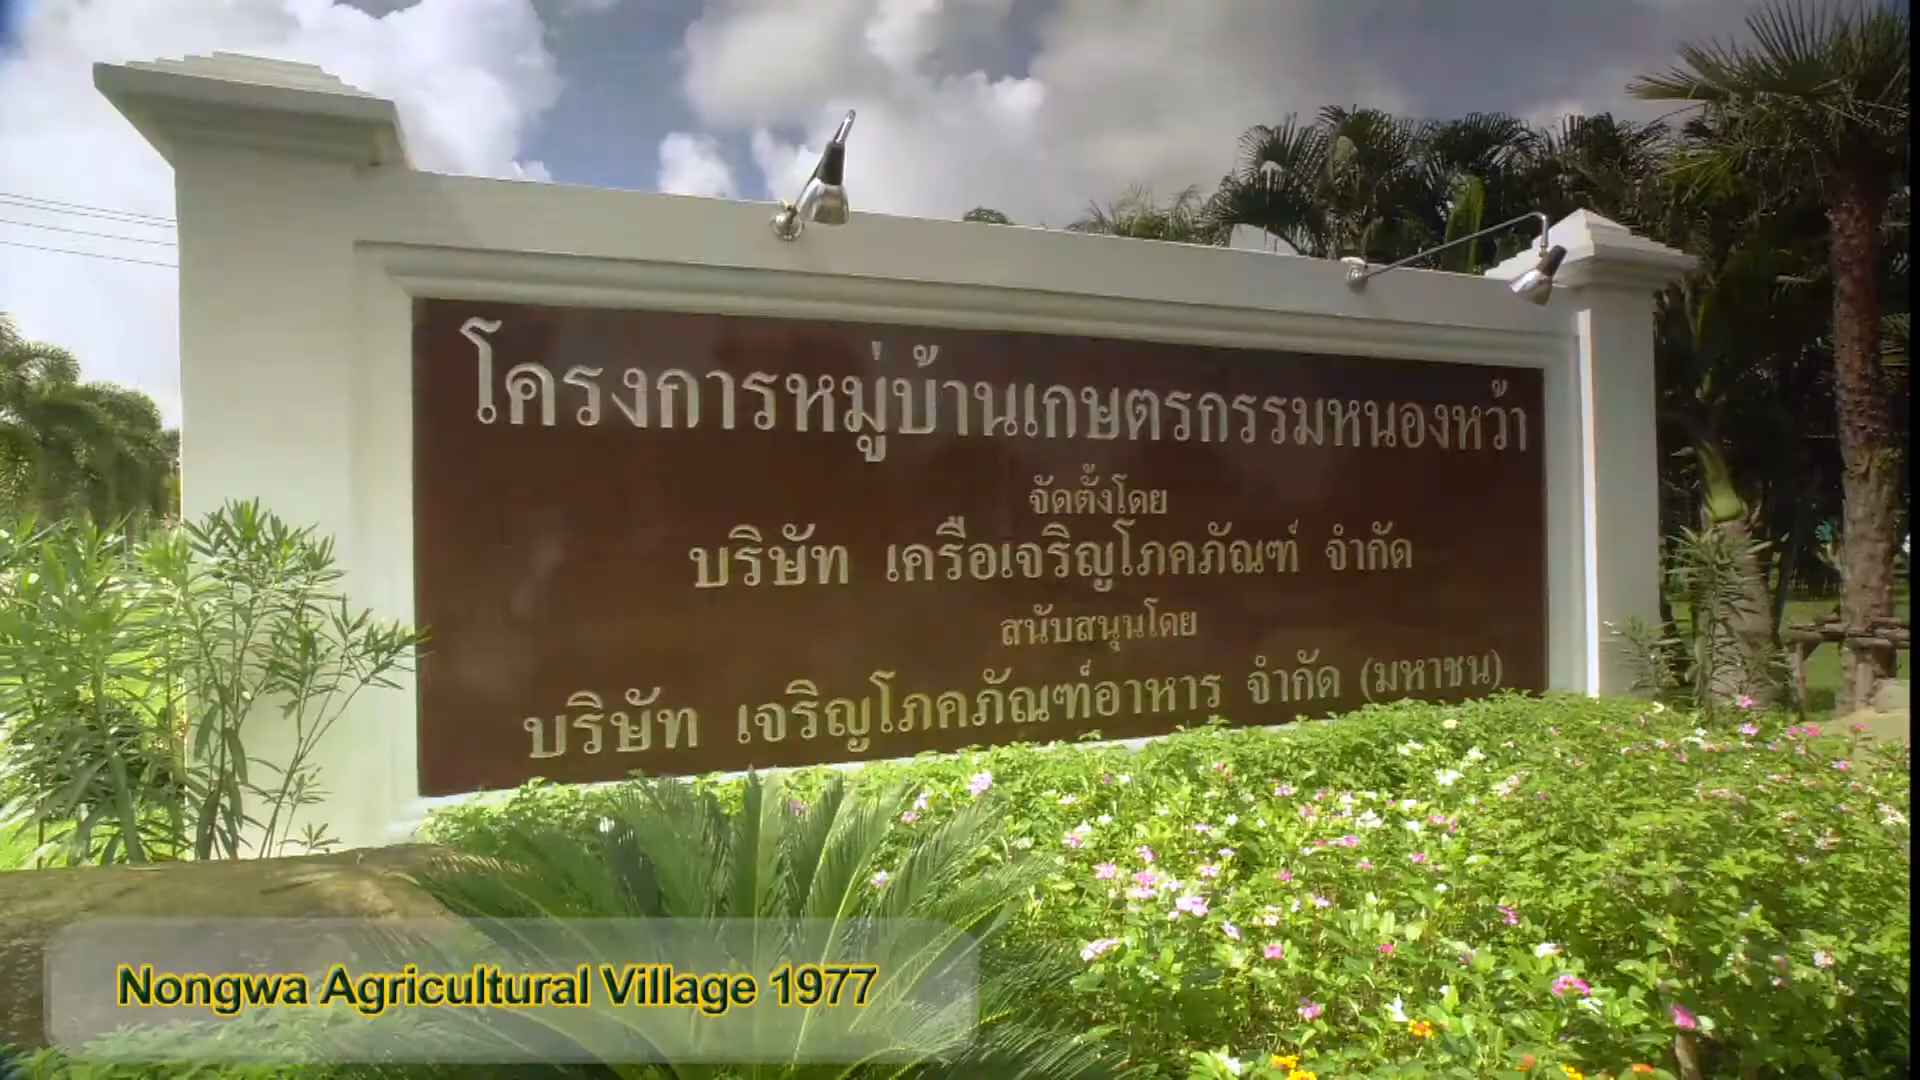 โครงการหมู่บ้านเกษตรกรรมหนองหว้า
จัดตั้งโดย
บริษัท เครือเจริญโภคภัณฑ์ จำกัด
สนับสนุนโดย
บริษัท เจริญโภคภัณฑ์อาหาร จำกัด (มหาชน)
Nongwa Agricultural Village 1977